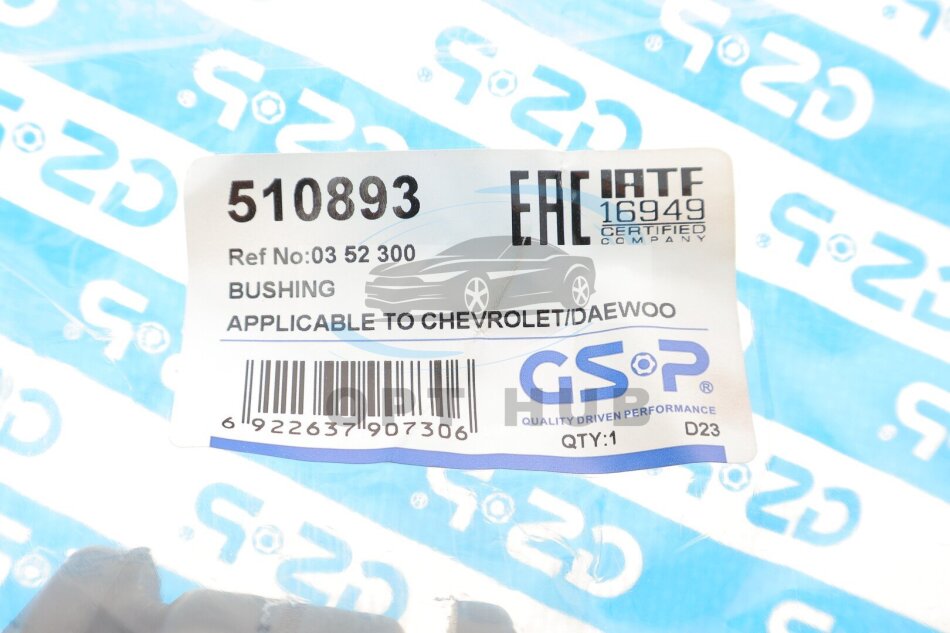 510893
EAC
IATF
16949
CERTIFIED
COMPANY
Ref No:03 52 300
BUSHING
APPLICABLE TO CHEVROLET/DAEWOO
GSP®
QUALITY DRIVEN PERFORMANCE
OPT HUB
6 922637 907306
QTY:1
D23